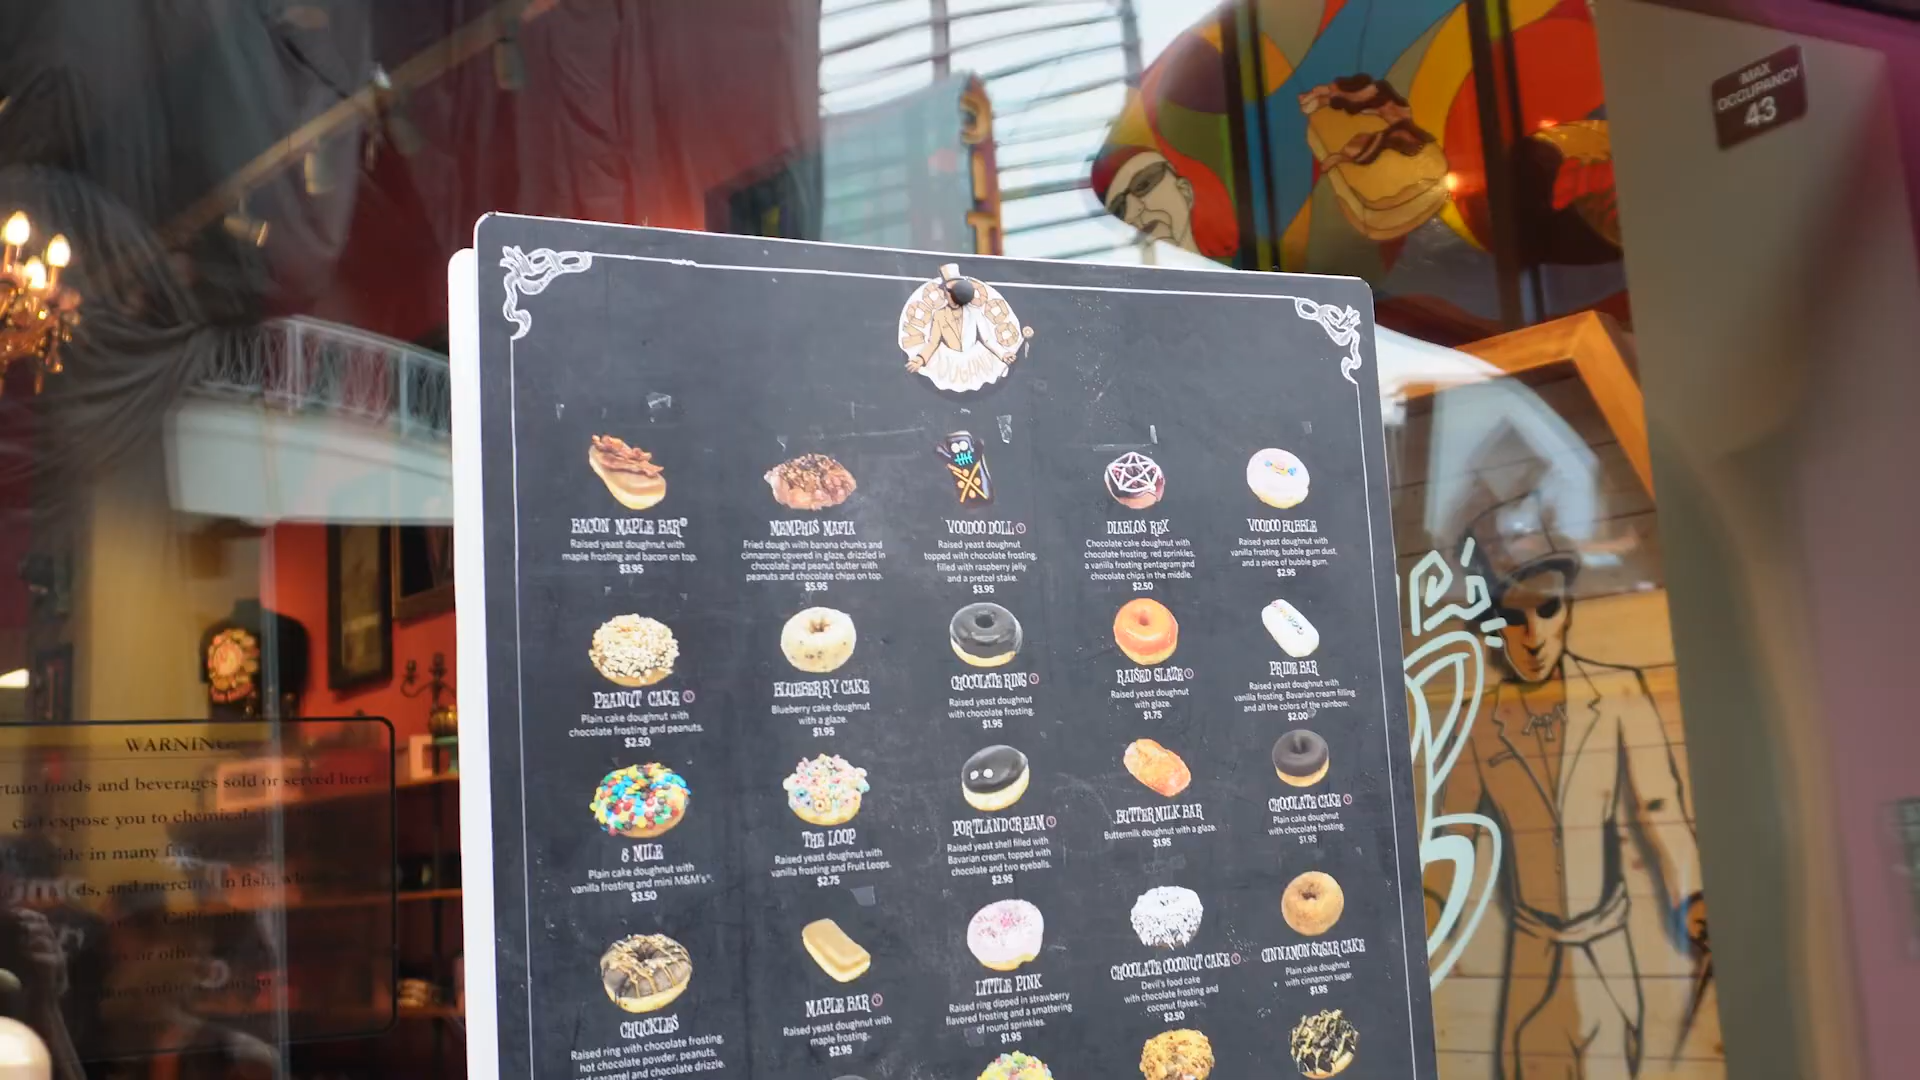 MAX
OCCUPANCY
43
VOODOO
DOUGHNUT
BACON MAPLE BAR®
Raised yeast doughnut with
maple frosting and bacon on top.
$3.95
MEMPHIS MAFIA
Fried dough with banana chunks and
cinnamon covered in glaze, drizzled in
chocolate and peanut butter with
peanuts and chocolate chips on top.
$5.95
VOODOO DOLL
Raised yeast doughnut
topped with chocolate frosting,
filled with raspberry jelly
and a pretzel stake.
$3.95
DIABLOS REX
Chocolate cake doughnut with
chocolate frosting, red sprinkles,
a vanilla frosting pentagram and
chocolate chips in the middle.
$2.50
VOODOO BUBBLE
Raised yeast doughnut with
vanilla frosting, bubble gum dust,
and a piece of bubble gum.
$2.95
PEANUT CAKE
Plain cake doughnut with
chocolate frosting and peanuts.
$2.50
BLUEBERRY CAKE
Blueberry cake doughnut
with a glaze.
$1.95
CHOCOLATE RING
Raised yeast doughnut
with chocolate frosting.
$1.95
RAISED GLAZE
Raised yeast doughnut
with glaze.
$1.75
PRIDE BAR
Raised yeast doughnut with
vanilla frosting, Bavarian cream filling
and all the colors of the rainbow.
$2.00
8 MILE
Plain cake doughnut with
vanilla frosting and mini M&M's®.
$3.50
THE LOOP
Raised yeast doughnut with
vanilla frosting and Fruit Loops.
$2.75
PORTLAND CREAM
Raised yeast shell filled with
Bavarian cream, topped with
chocolate and two eyeballs.
$2.95
BUTTERMILK BAR
Buttermilk doughnut with a glaze.
$1.95
CHOCOLATE CAKE
Plain cake doughnut
with chocolate frosting.
$1.95
CHUCKLES
Raised ring with chocolate frosting,
hot chocolate powder, peanuts,
and caramel and chocolate drizzle.
MAPLE BAR
Raised yeast doughnut with
maple frosting.
$2.95
LITTLE PINK
Raised ring dipped in strawberry
flavored frosting and a smattering
of round sprinkles.
$1.95
CHOCOLATE COCONUT CAKE
Devil's food cake
with chocolate frosting and
coconut flakes.
$2.50
CINNAMON SUGAR CAKE
Plain cake doughnut
with cinnamon sugar.
$1.95
WARNING
rtain foods and beverages sold or served here
can expose you to chemicals
ide in many
ds, and mercury in fish,